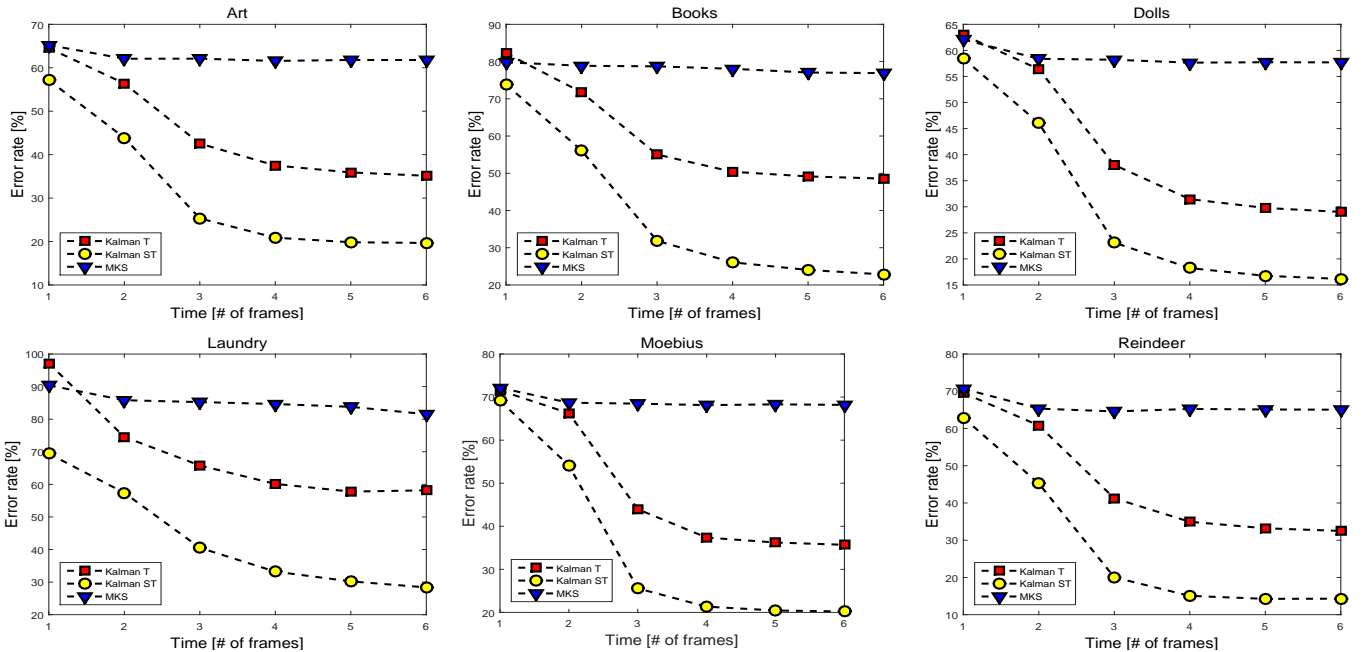 Art
Error rate [%]
70
60
50
40
30
20
10
Kalman T
Kalman ST
MKS
1 2 3 4 5 6
Time [# of frames]
Books
Error rate [%]
90
80
70
60
50
40
30
20
Kalman T
Kalman ST
MKS
1 2 3 4 5 6
Time [# of frames]
Dolls
Error rate [%]
65
60
55
50
45
40
35
30
25
20
15
Kalman T
Kalman ST
MKS
1 2 3 4 5 6
Time [# of frames]
Laundry
Error rate [%]
100
90
80
70
60
50
40
30
20
Kalman T
Kalman ST
MKS
1 2 3 4 5 6
Time [# of frames]
Moebius
Error rate [%]
80
70
60
50
40
30
20
Kalman T
Kalman ST
MKS
1 2 3 4 5 6
Time [# of frames]
Reindeer
Error rate [%]
80
70
60
50
40
30
20
10
Kalman T
Kalman ST
MKS
1 2 3 4 5 6
Time [# of frames]